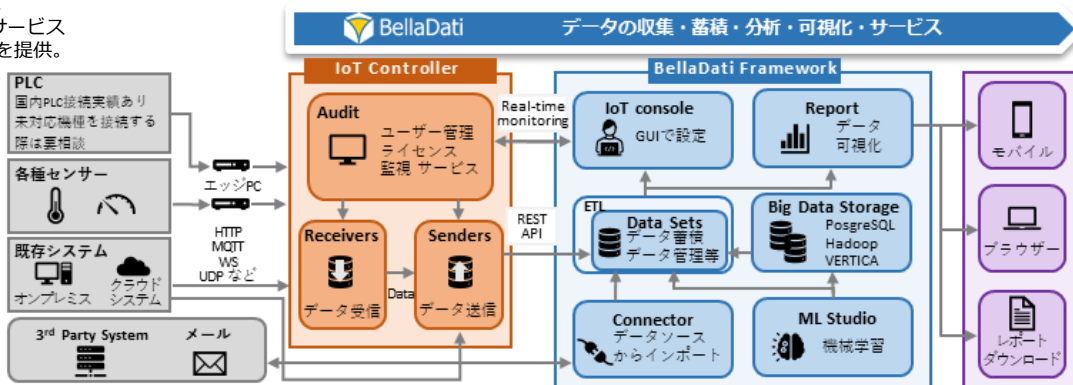 サービス
を提供。
BellaDati
データの収集・蓄積・分析・可視化・サービス
PLC
国内PLC接続実績あり
未対応機種を接続する
際は要相談
各種センサー
既存システム
オンプレミス
クラウド
システム
3rd Party System
メール
エッジPC
HTTP
MQTT
WS
UDP など
IoT Controller
Audit
ユーザー管理
ライセンス
監視 サービス
Receivers
データ受信
Data
Senders
データ送信
Real-time
monitoring
REST
API
BellaDati Framework
IoT console
GUIで設定
Report
データ
可視化
ETL
Data Sets
データ蓄積
データ管理等
Big Data Storage
PosgreSQL
Hadoop
VERTICA
Connector
データソース
からインポート
ML Studio
機械学習
モバイル
ブラウザー
レポート
ダウンロード